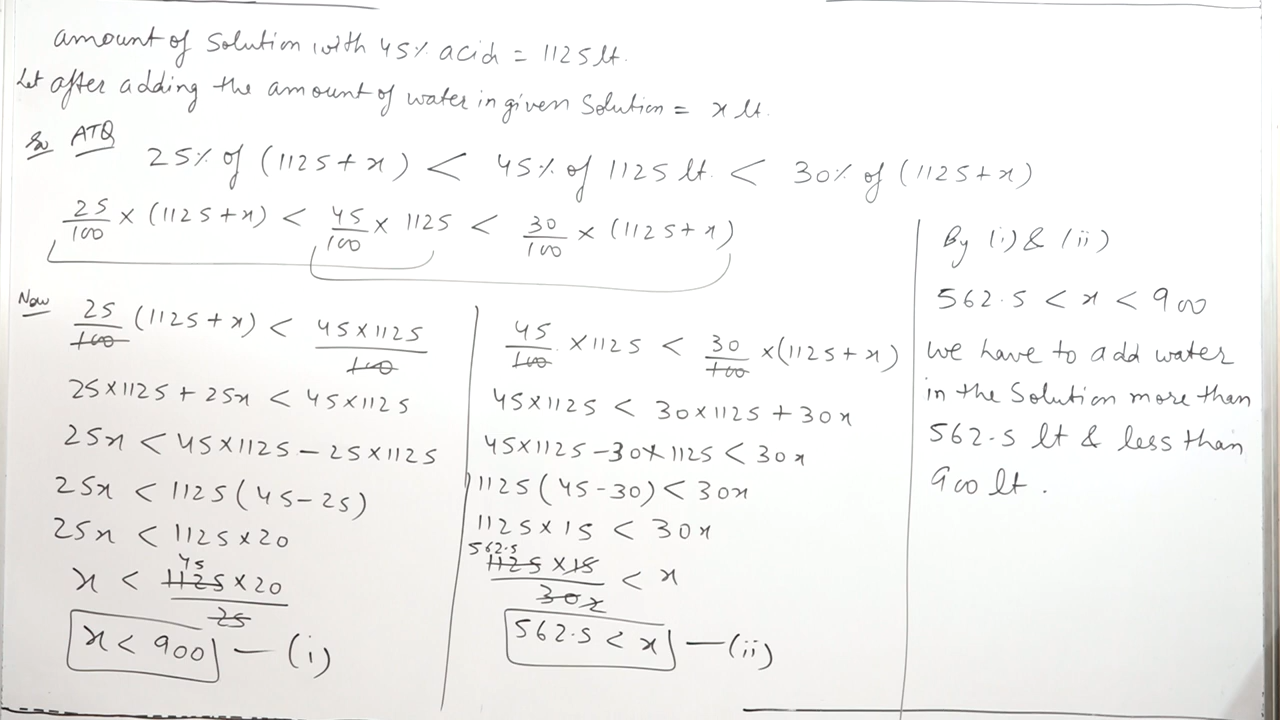 amount of Solution with 45% acid = 1125 lt.
Let after adding the amount of water in given Solution = x lt.
So ATQ
25% of (1125 + x) < 45% of 1125 lt. < 30% of (1125 + x)
25/100 × (1125 + x) < 45/100 × 1125 < 30/100 × (1125 + x)
Now 25/100 (1125 + x) < 45×1125/100
25×1125 + 25x < 45×1125
25x < 45×1125 – 25×1125
25x < 1125 (45–25)
25x < 1125×20
45
x < 1125×20/25
x < 900 — (i)
45/100 ×1125 < 30/100 ×(1125 + x)
45×1125 < 30×1125 + 30x
45×1125 – 30×1125 < 30x
1125 (45-30) < 30x
1125×15 < 30x
562.5
1125×15/30 2 < x
562.5 < x — (ii)
By (i) & (ii)
562.5 < x < 900
we have to add water
in the Solution more than
562.5 lt & less than
900 lt.